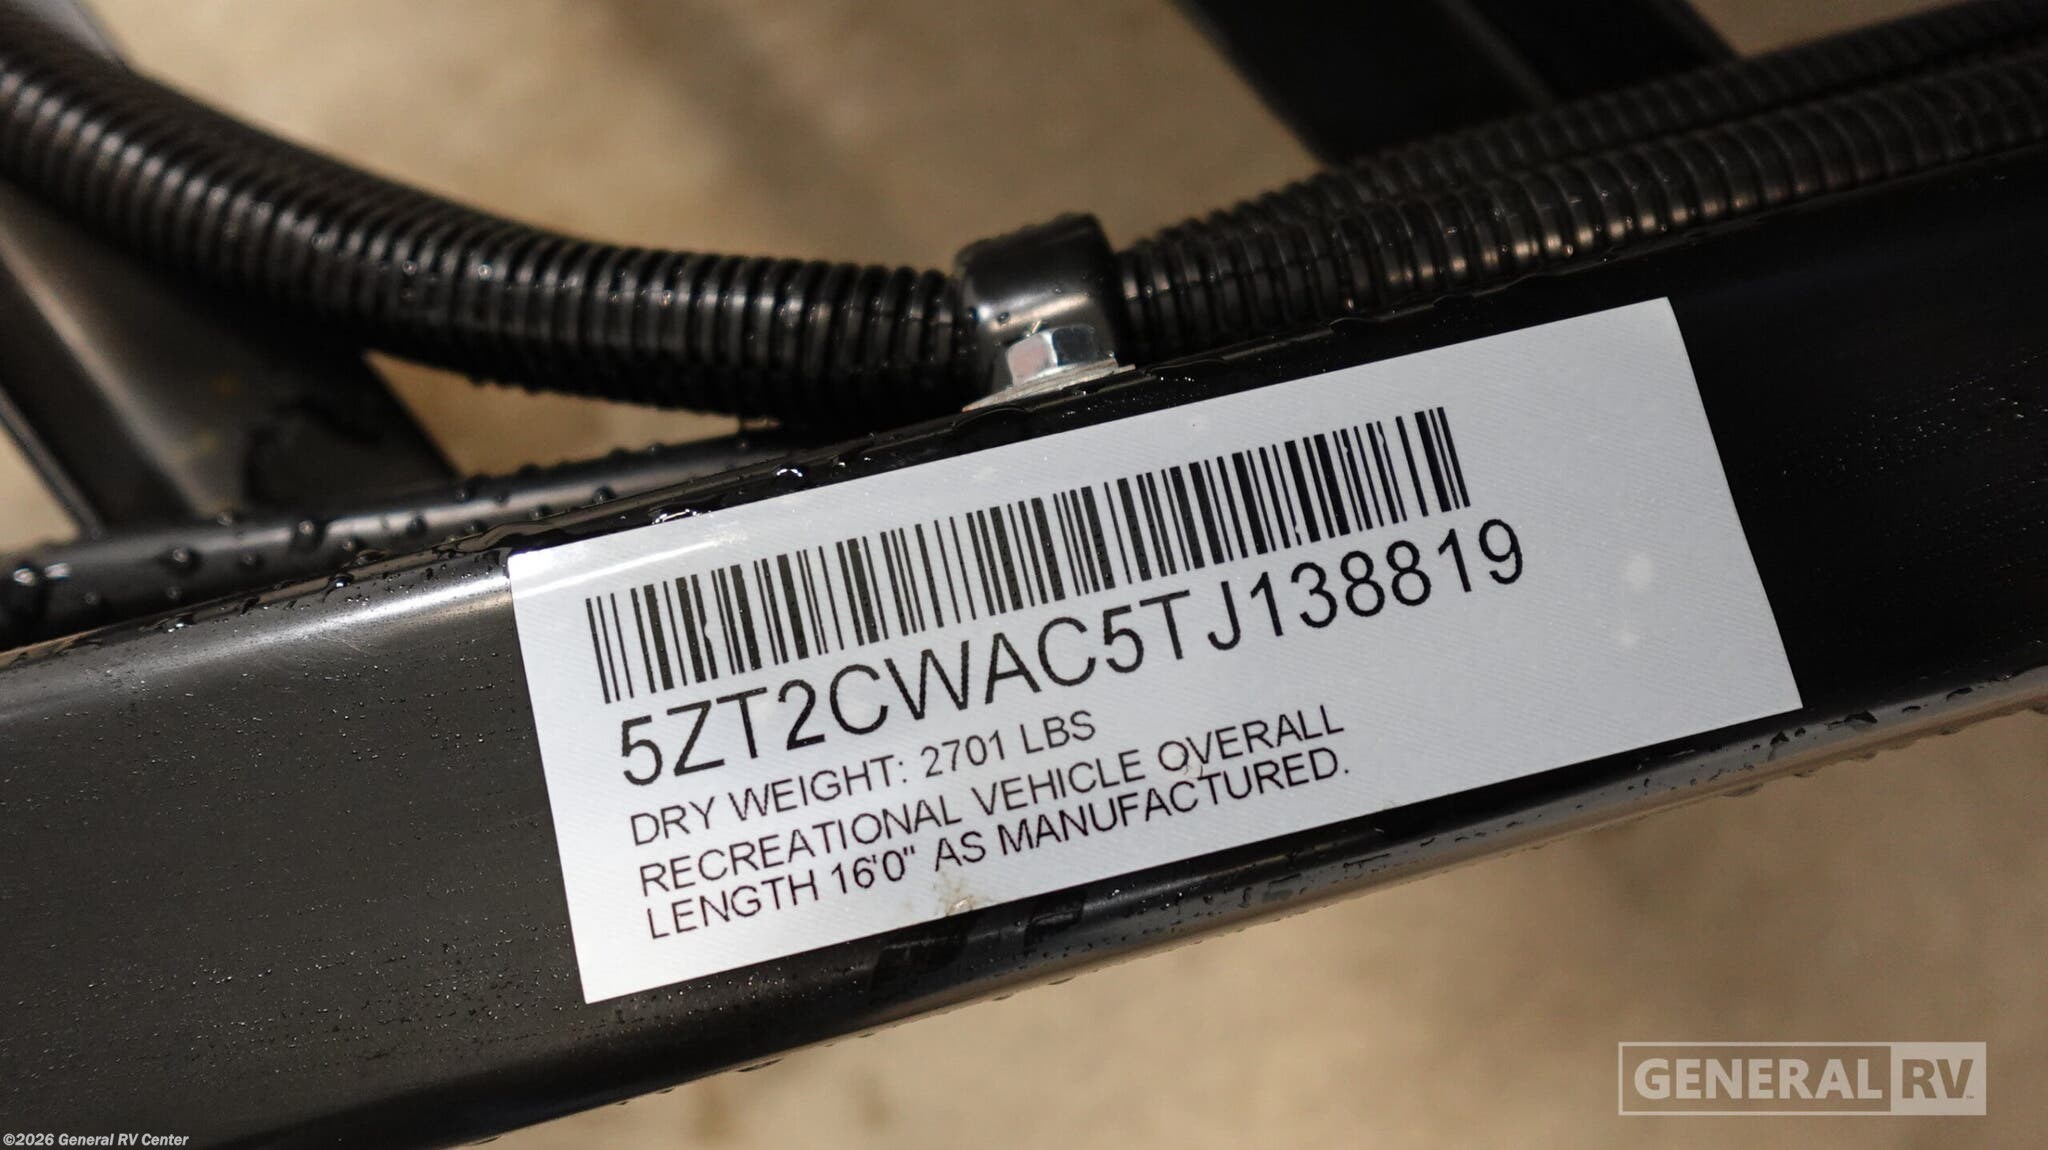 5ZT2CWAC5TJ138819
DRY WEIGHT: 2701 LBS
RECREATIONAL VEHICLE OVERALL
LENGTH 16'0" AS MANUFACTURED.
GENERAL RV
©2026 General RV Center